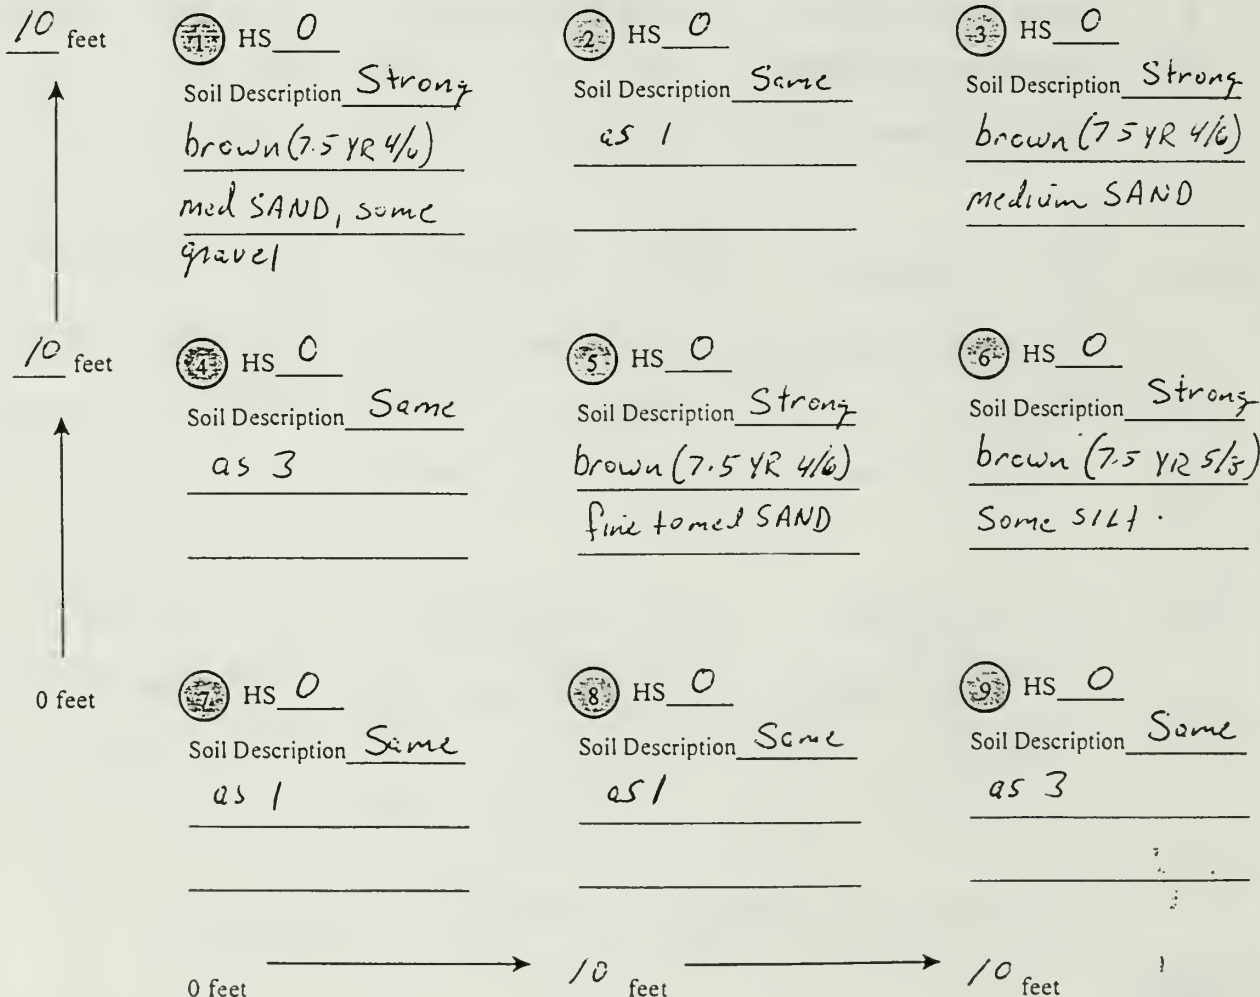 10 feet
1 HS 0
Soil Description Strong
brown (7.5 YR 4/6)
med SAND, some
gravel
2 HS 0
Soil Description Same
as 1
3 HS 0
Soil Description Strong
brown (7.5 YR 4/6)
medium SAND
10 feet
4 HS 0
Soil Description Same
as 3
5 HS 0
Soil Description Strong
brown (7.5 YR 4/6)
fine to med SAND
6 HS 0
Soil Description Strong
brown (7.5 YR 5/
Some SILt.
0 feet
7 HS 0
Soil Description Same
as 1
8 HS 0
Soil Description Same
as 1
9 HS 0
Soil Description Same
as 3
0 feet
10 feet
10 feet